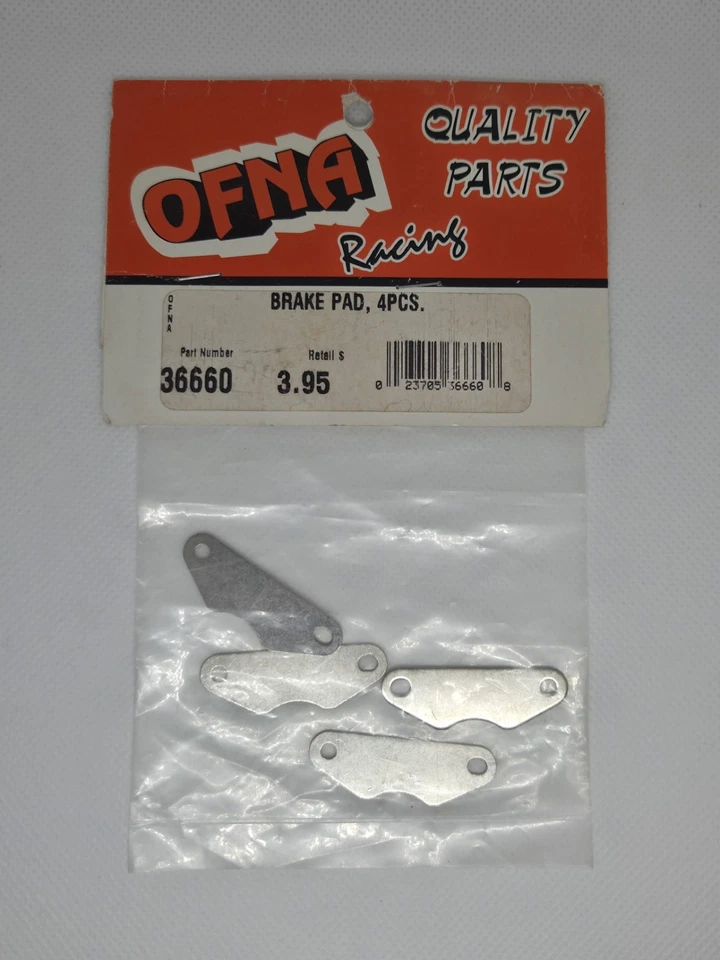 OFNA
Racing
QUALITY
PARTS
OFNA
BRAKE PAD, 4PCS.
Part Number
Retail $
36660
3.95
0 23705 36660 8